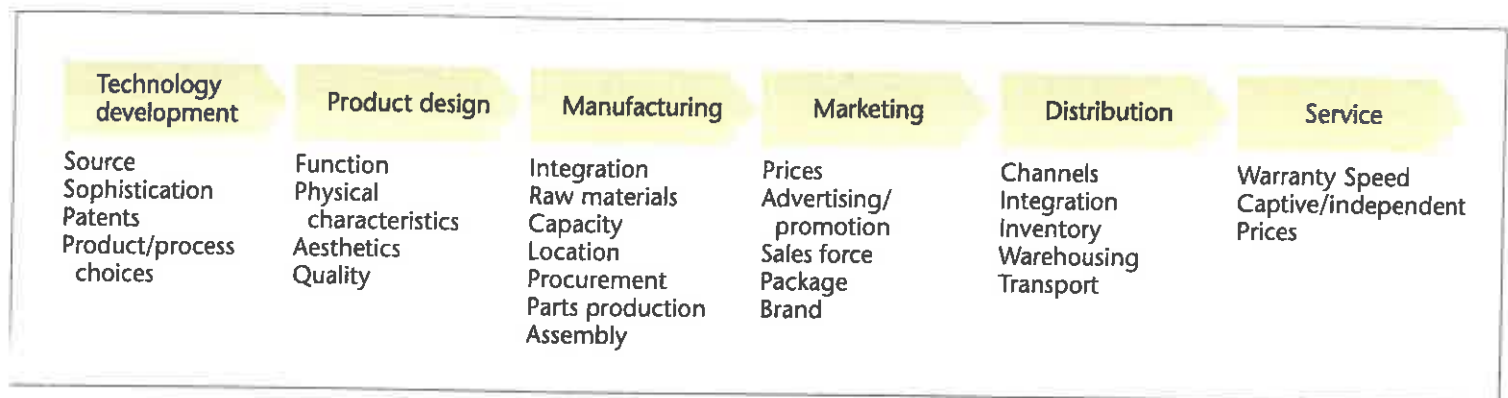 Technology
development
Product design
Manufacturing
Marketing
Distribution
Service
Source
Sophistication
Patents
Product/process
choices
Function
Physical
characteristics
Aesthetics
Quality
Integration
Raw materials
Capacity
Location
Procurement
Parts production
Assembly
Prices
Advertising/
promotion
Sales force
Package
Brand
Channels
Integration
Inventory
Warehousing
Transport
Warranty Speed
Captive/independent
Prices